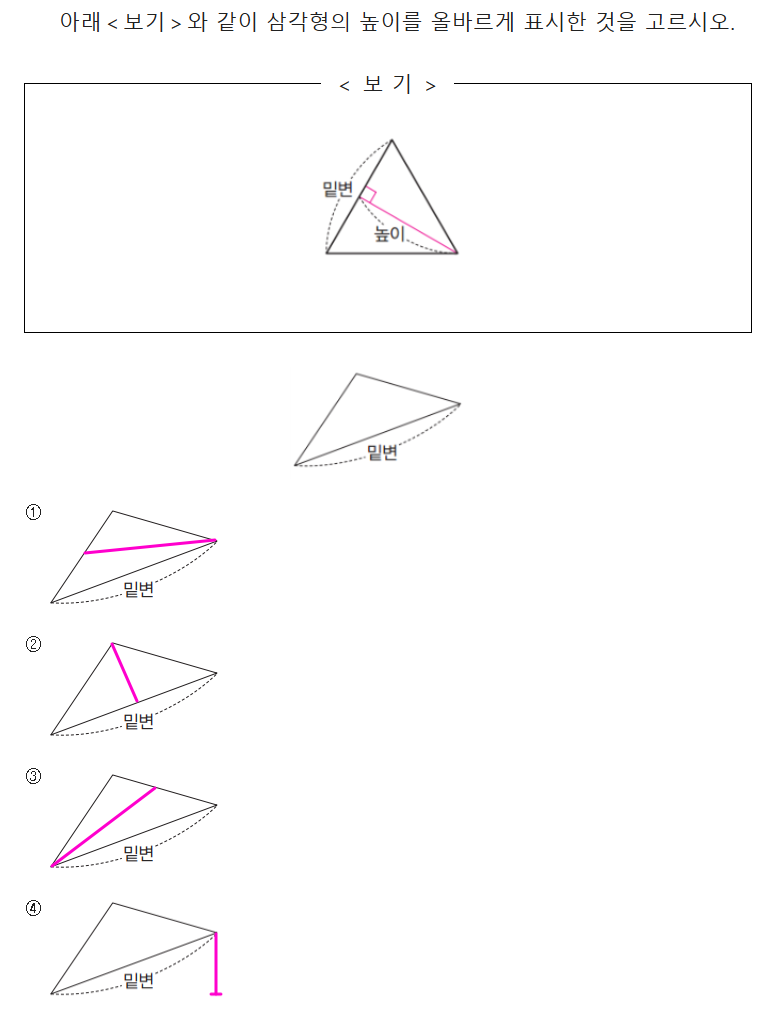 아래 < 보기 > 와 같이 삼각형의 높이를 올바르게 표시한 것을 고르시오.
< 보 기 >
밑변
높이
밑변
①
밑변
②
밑변
③
밑변
④
밑변